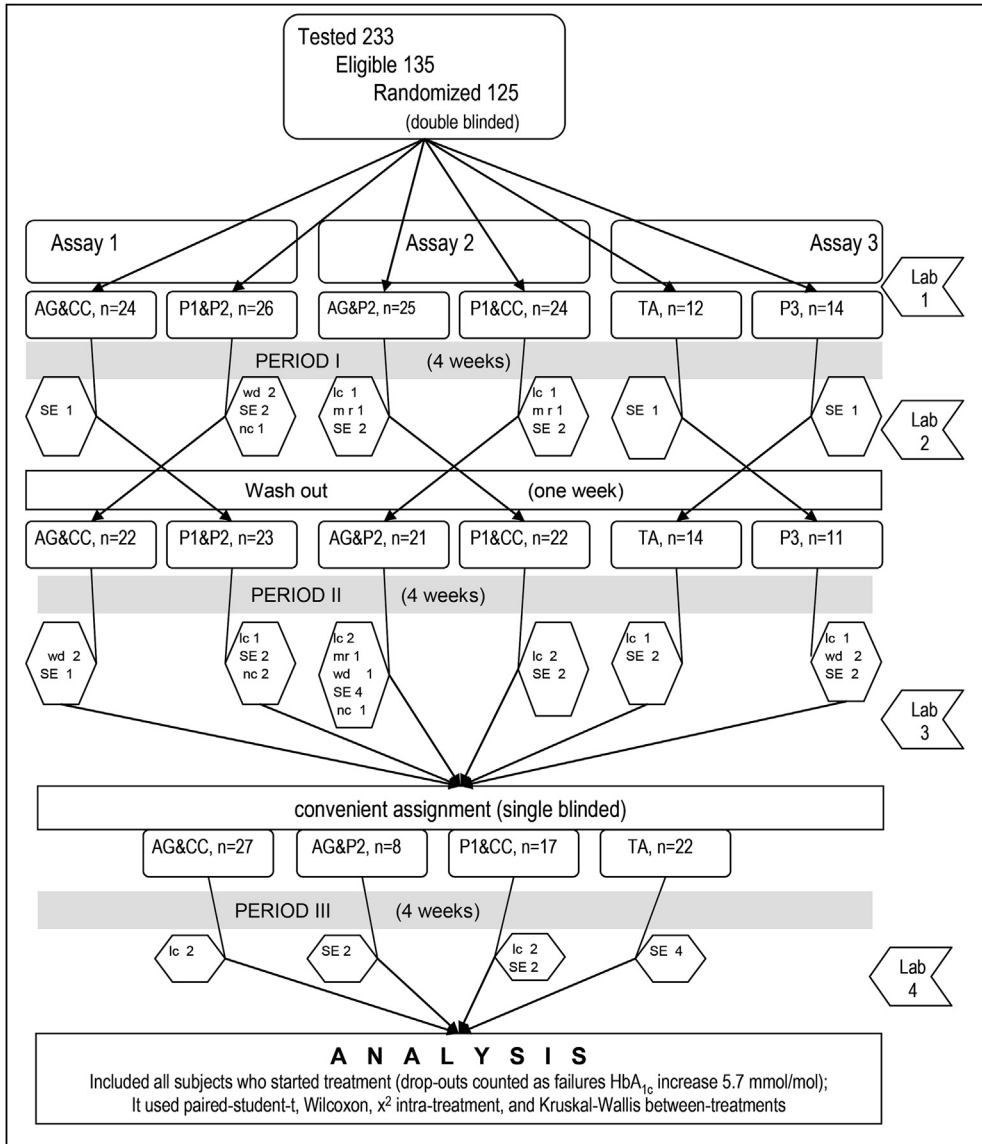 Tested 233
Eligible 135
Randomized 125
(double blinded)
Assay 1 Assay 2 Assay 3
Lab
1
AG&CC, n=24 P1&P2, n=26 AG&P2, n=25 P1&CC, n=24 TA, n=12 P3, n=14
PERIOD I (4 weeks)
SE 1
wd 2
SE 2
nc 1
lc 1
m r 1
SE 2
lc 1
m r 1
SE 2
SE 1
SE 1
Lab
2
Wash out (one week)
AG&CC, n=22 P1&P2, n=23 AG&P2, n=21 P1&CC, n=22 TA, n=14 P3, n=11
PERIOD II (4 weeks)
wd 2
SE 1
lc 1
SE 2
nc 2
lc 2
mr 1
wd 1
SE 4
nc 1
lc 2
SE 2
lc 1
SE 2
lc 1
wd 2
SE 2
Lab
3
convenient assignment (single blinded)
AG&CC, n=27 AG&P2, n=8 P1&CC, n=17 TA, n=22
PERIOD III (4 weeks)
lc 2
SE 2
lc 2
SE 2
SE 4
Lab
4
A N A L Y S I S
Included all subjects who started treatment (drop-outs counted as failures HbA1c increase 5.7 mmol/mol);
It used paired-student-t, Wilcoxon, x² intra-treatment, and Kruskal-Wallis between-treatments